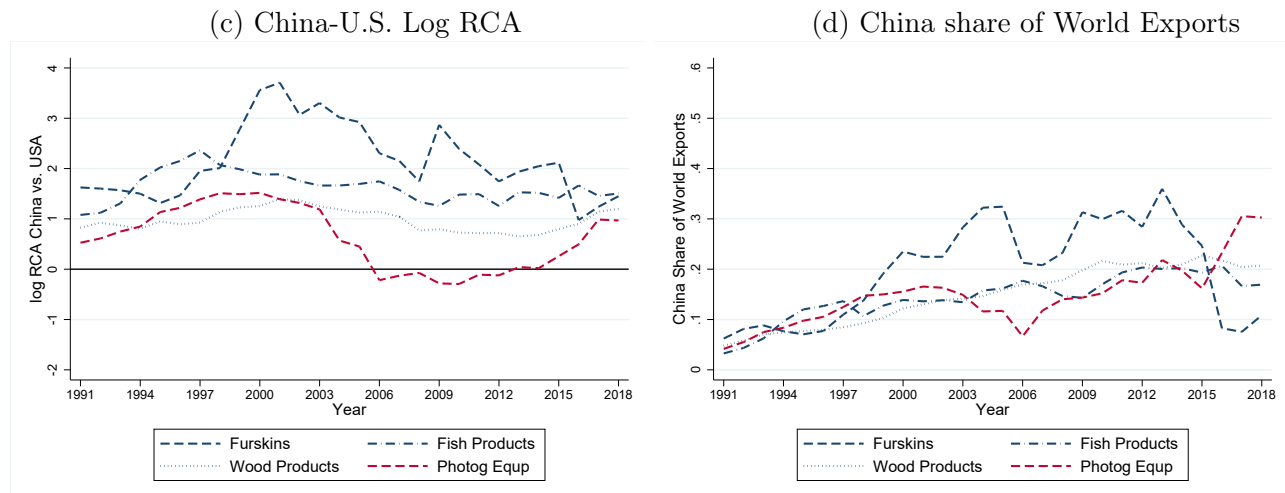 (c) China-U.S. Log RCA
log RCA China vs. USA
4
3
2
1
0
-1
-2
1991 1994 1997 2000 2003 2006 2009 2012 2015 2018
Year
Furskins Fish Products
Wood Products Photog Equp
(d) China share of World Exports
China Share of World Exports
.6
.5
.4
.3
.2
.1
0
1991 1994 1997 2000 2003 2006 2009 2012 2015 2018
Year
Furskins Fish Products
Wood Products Photog Equp